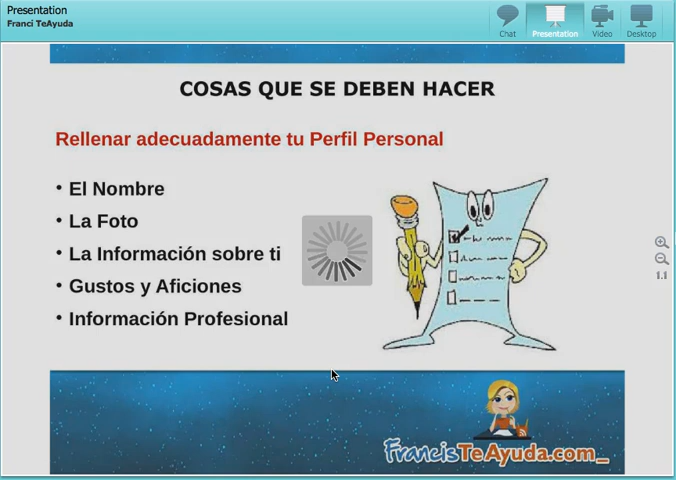 Presentation
Franci TeAyuda
Chat
Presentation
Video
Desktop
COSAS QUE SE DEBEN HACER
Rellenar adecuadamente tu Perfil Personal
• El Nombre
• La Foto
• La Información sobre ti
• Gustos y Aficiones
• Información Profesional
1:1
FrancisTeAyuda.com_